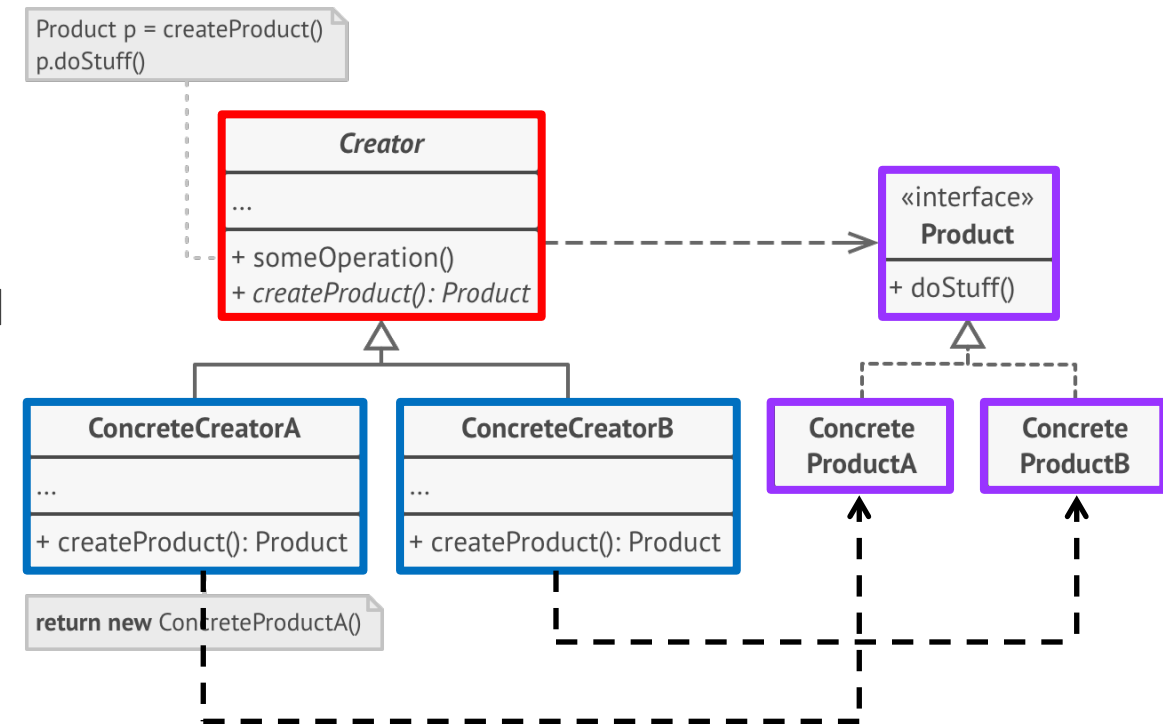 Product p = createProduct()
p.doStuff()
Creator
...
+ someOperation()
+ createProduct(): Product
«interface»
Product
+ doStuff()
ConcreteCreatorA
...
+ createProduct(): Product
ConcreteCreatorB
...
+ createProduct(): Product
Concrete
ProductA
Concrete
ProductB
return new ConcreteProductA()